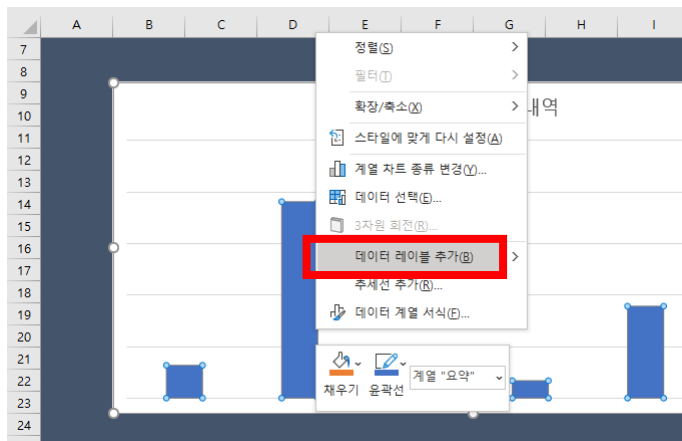 A B C D E F G H I
7
8
9
10
11
12
13
14
15
16
17
18
19
20
21
22
23
24
내역
정렬(S)
필터(T)
확장/축소(X)
스타일에 맞게 다시 설정(A)
계열 차트 종류 변경(Y)...
데이터 선택(E)...
3차원 회전(R)...
데이터 레이블 추가(B)
추세선 추가(R)...
데이터 계열 서식(F)...
채우기 윤곽선 계열 "요약"